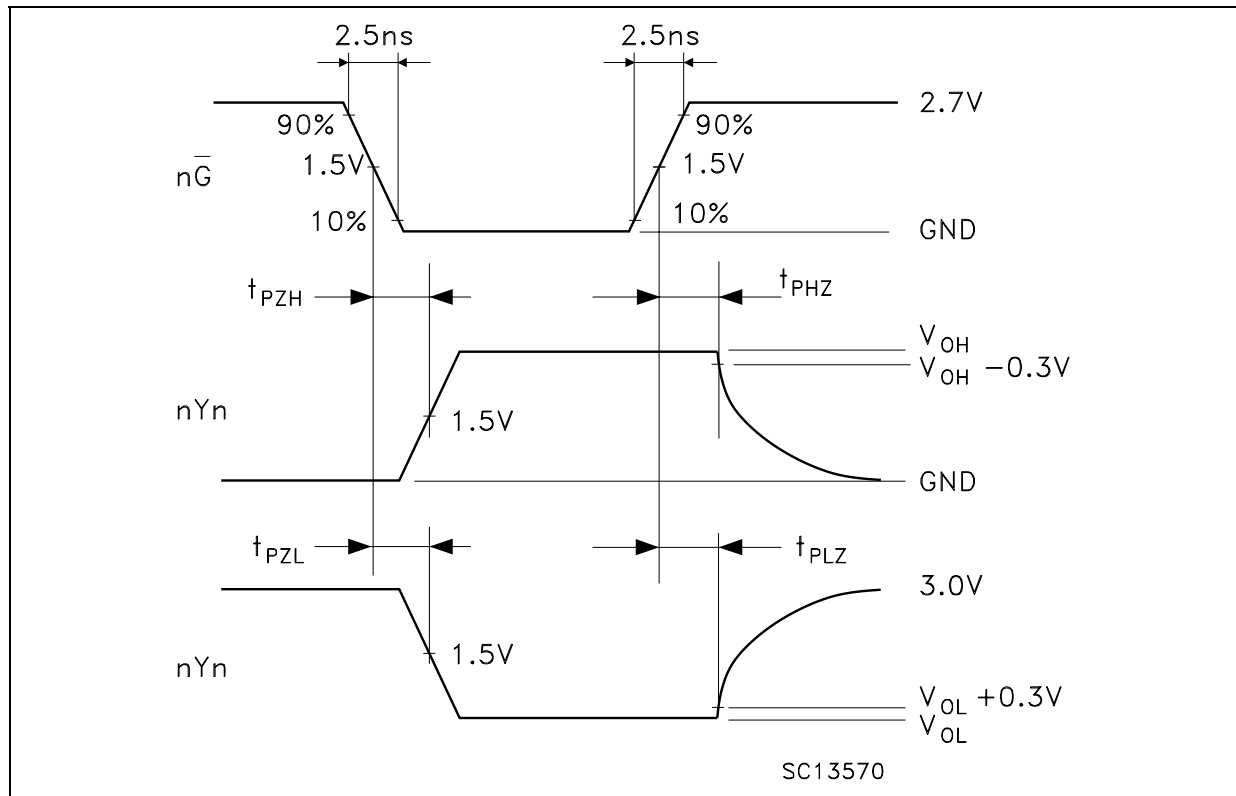 2.5ns 2.5ns
2.7V
90% 90%
nG̅ 1.5V 1.5V
10% 10%
GND
tPZH tPHZ
VOH
VOH −0.3V
nYn 1.5V
GND
tPZL tPLZ
3.0V
nYn 1.5V
VOL +0.3V
VOL
SC13570